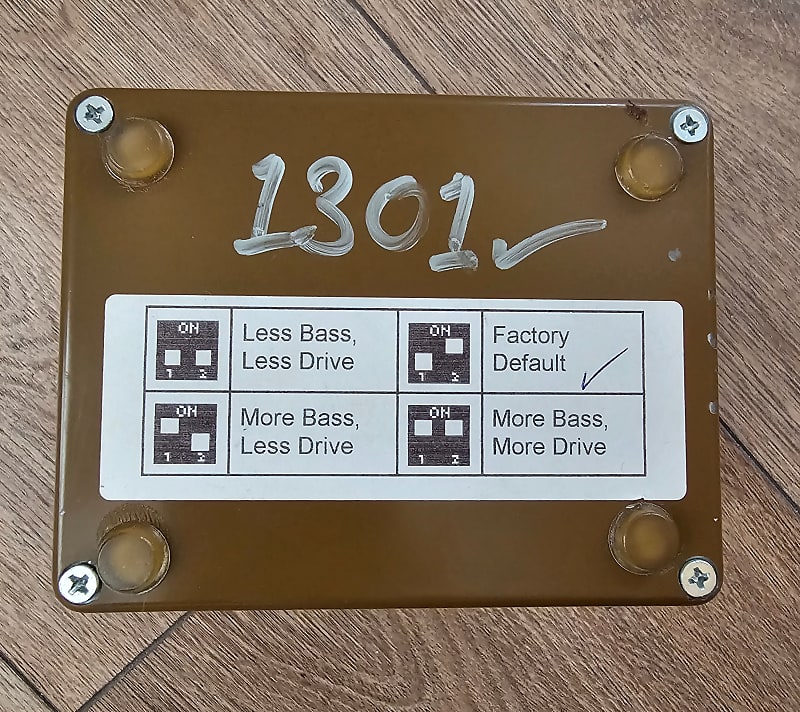 1301✓
ON
1 2
Less Bass,
Less Drive
ON
1 2
Factory
Default ✓
ON
1 2
More Bass,
Less Drive
ON
1 2
More Bass,
More Drive